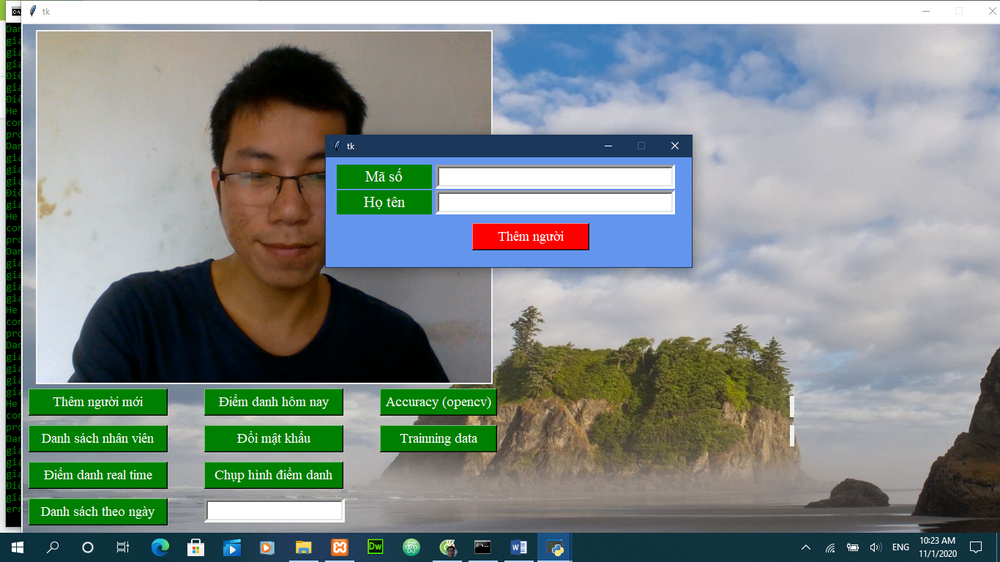 tk
tk
Mã số
Họ tên
Thêm người
Thêm người mới
Điểm danh hôm nay
Accuracy (opencv)
Danh sách nhân viên
Đổi mật khẩu
Trainning data
Điểm danh real time
Chụp hình điểm danh
Danh sách theo ngày
Dw
W
ENG
10:23 AM
11/1/2020